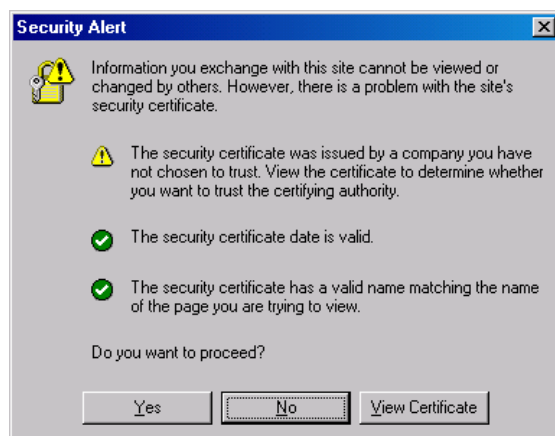 Security Alert
Information you exchange with this site cannot be viewed or
changed by others. However, there is a problem with the site's
security certificate.
The security certificate was issued by a company you have
not chosen to trust. View the certificate to determine whether
you want to trust the certifying authority.
The security certificate date is valid.
The security certificate has a valid name matching the name
of the page you are trying to view.
Do you want to proceed?
Yes No View Certificate